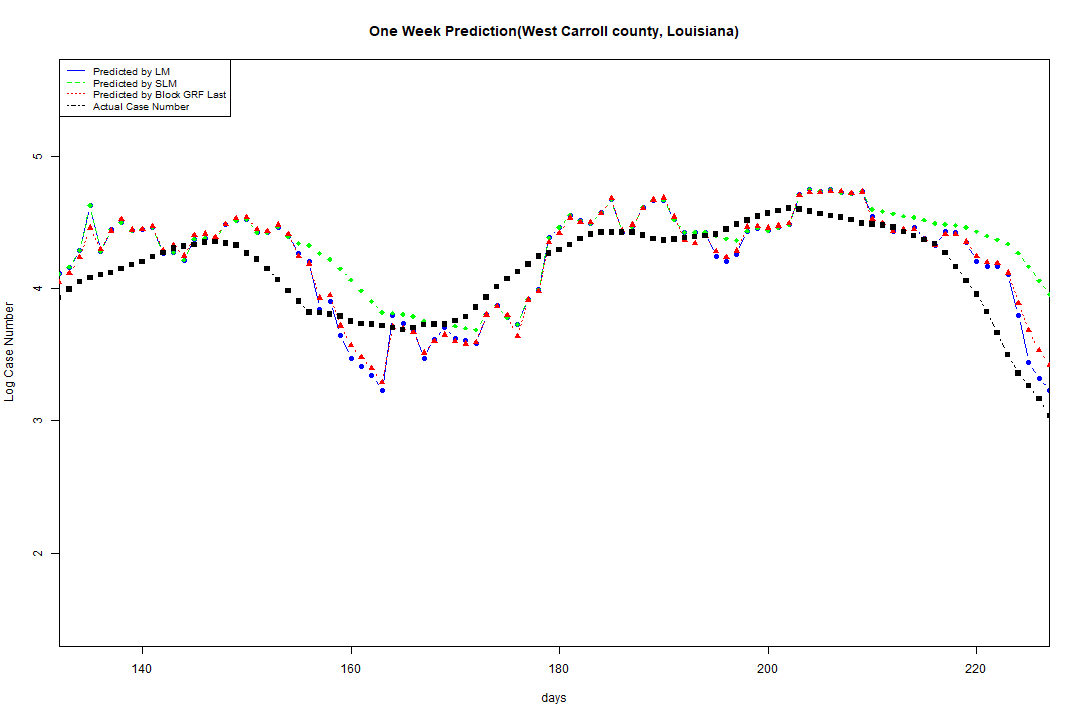 One Week Prediction(West Carroll county, Louisiana)
Predicted by LM
Predicted by SLM
Predicted by Block GRF Last
Actual Case Number
5
4
3
2
Log Case Number
140 160 180 200 220
days